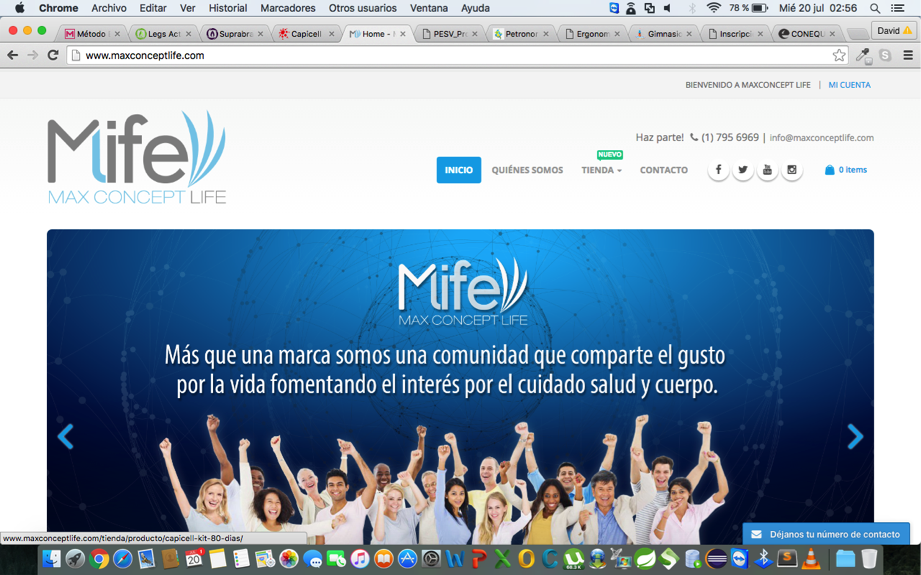 Chrome Archivo Editar Ver Historial Marcadores Otros usuarios Ventana Ayuda 78 % Mié 20 jul 02:56
Método Legs Act Suprabra Capicell Home - PESV_Pr Petronor Ergonom Gimnasio Inscripci CONEQU David
www.maxconceptlife.com
BIENVENIDO A MAXCONCEPT LIFE | MI CUENTA
Mlife
MAX CONCEPT LIFE
Haz parte! (1) 795 6969 | info@maxconceptlife.com
NUEVO
INICIO QUIÉNES SOMOS TIENDA CONTACTO 0 items
Mlife
MAX CONCEPT LIFE
Más que una marca somos una comunidad que comparte el gusto
por la vida fomentando el interés por el cuidado salud y cuerpo.
Déjanos tu número de contacto
www.maxconceptlife.com/tienda/producto/capicell-kit-80-dias/